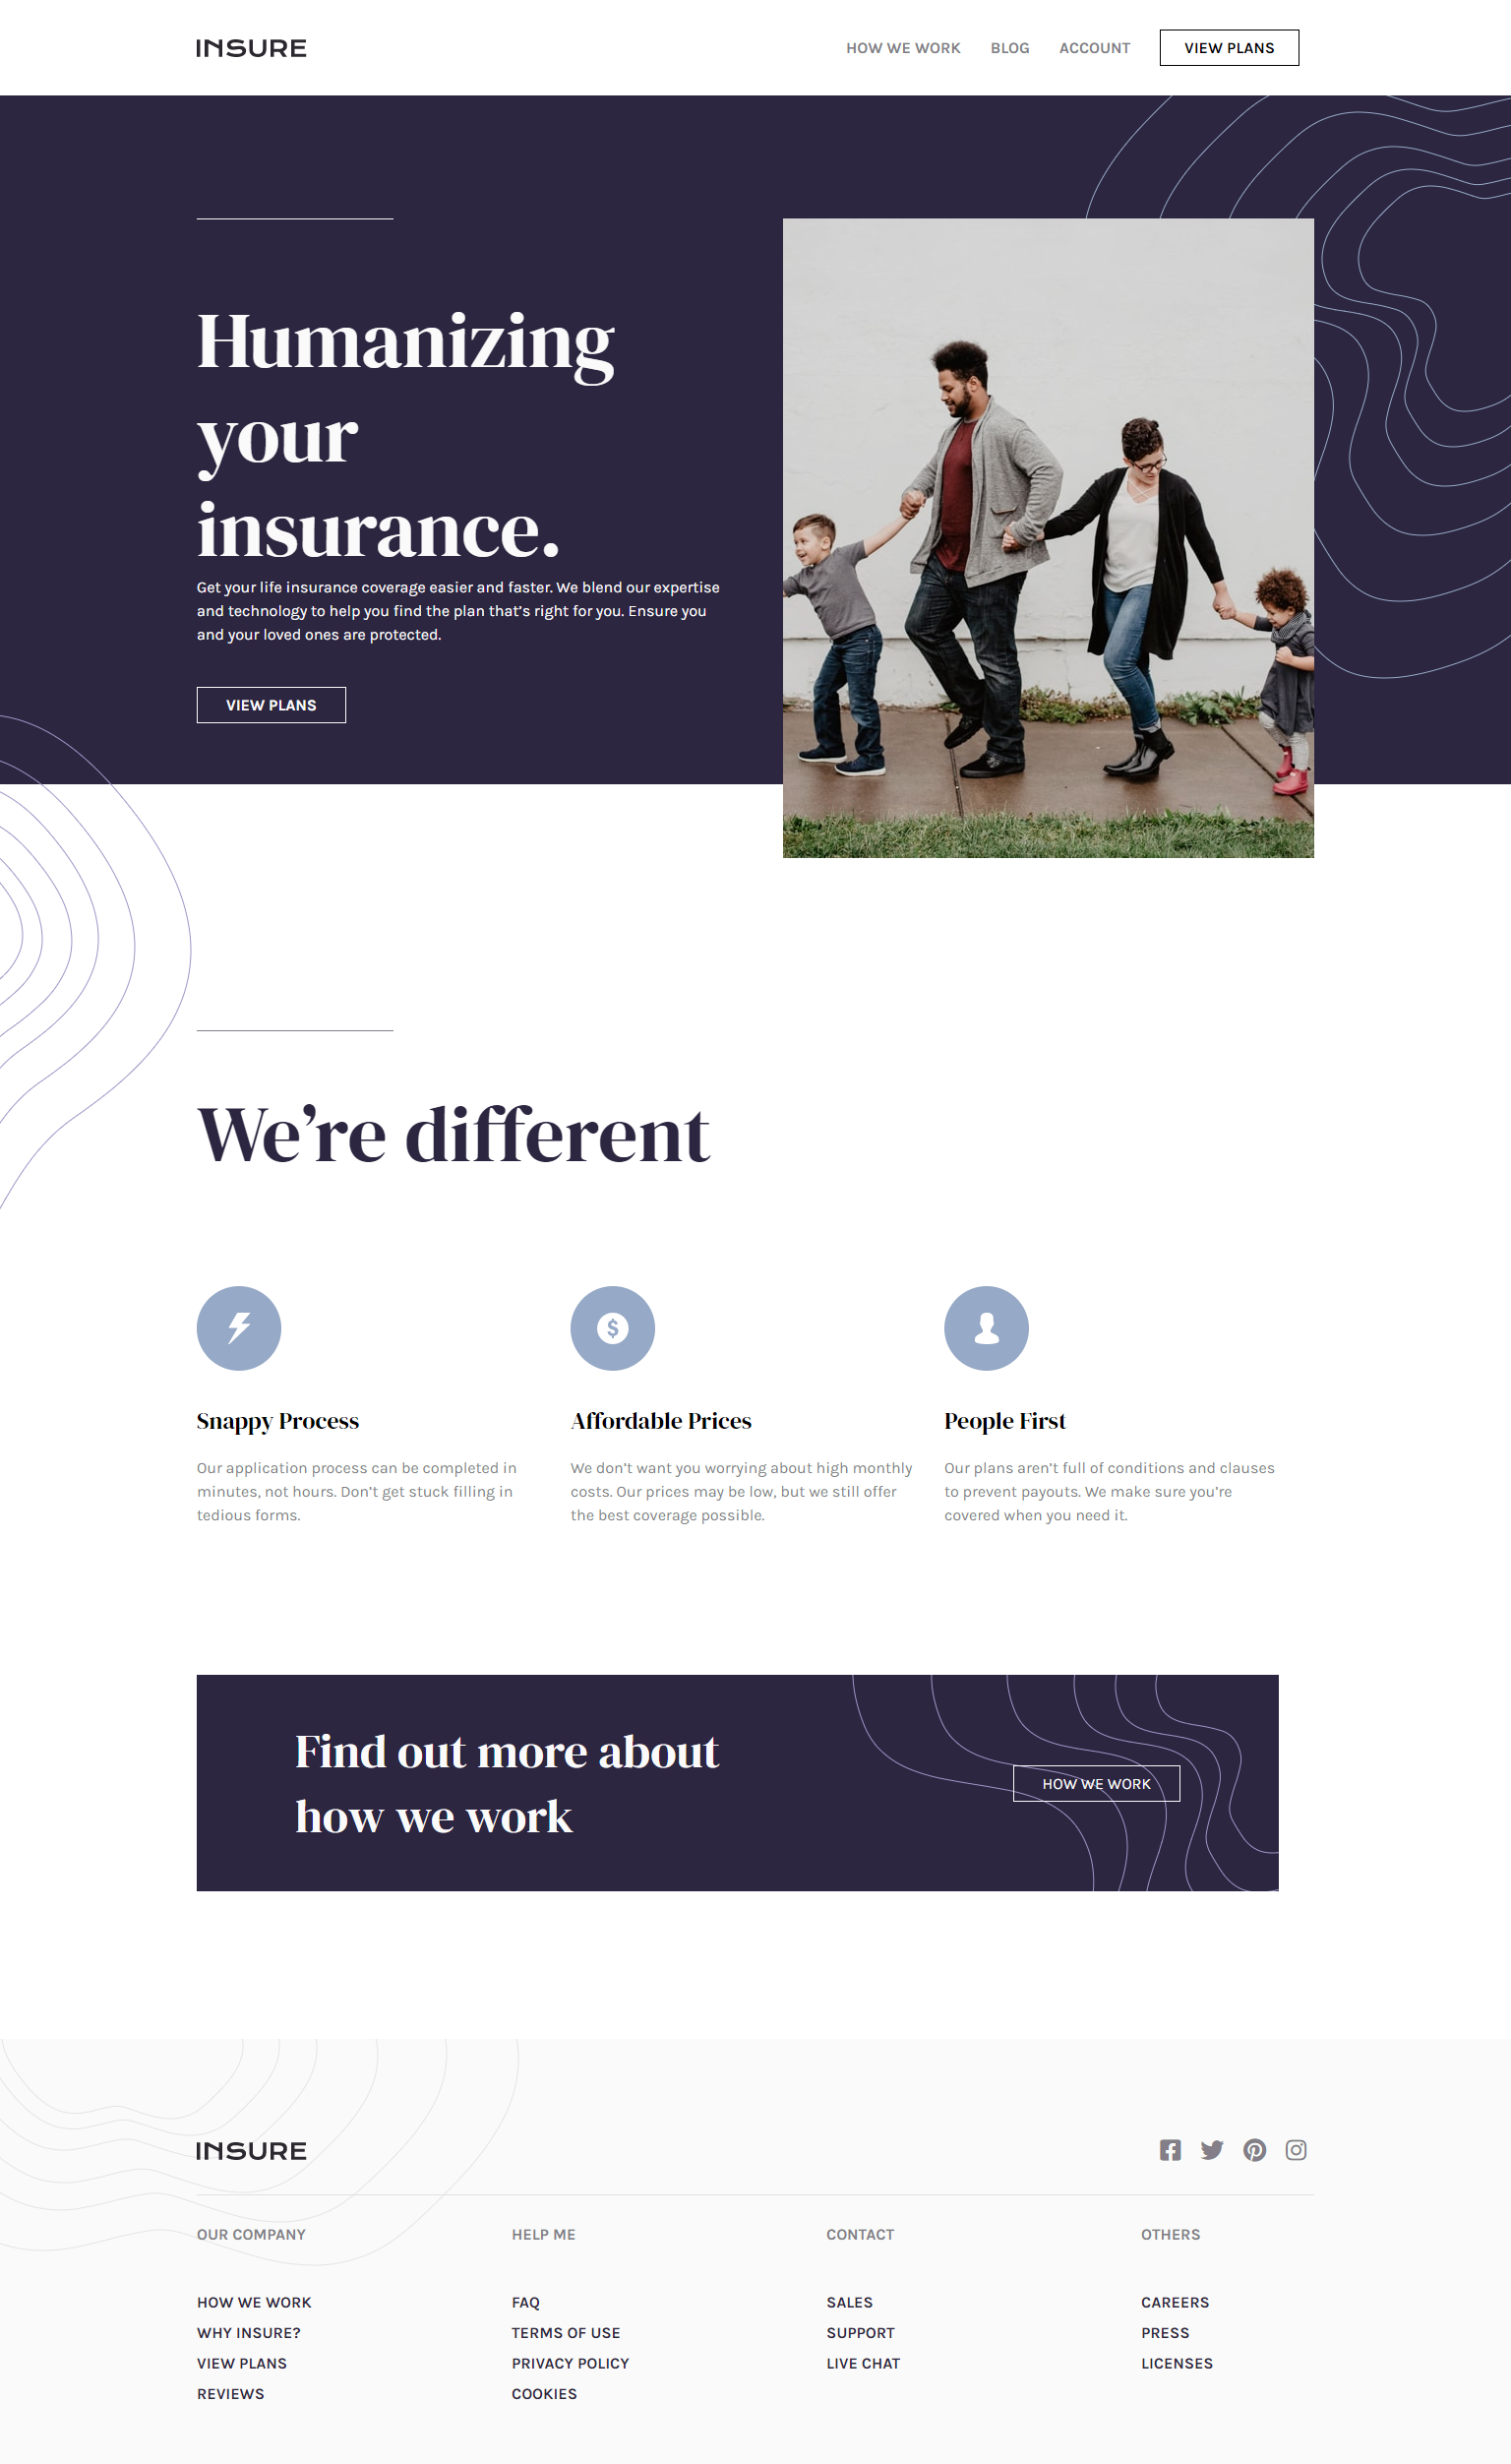 INSURE
HOW WE WORK BLOG ACCOUNT VIEW PLANS
Humanizing
your
insurance.
Get your life insurance coverage easier and faster. We blend our expertise
and technology to help you find the plan that’s right for you. Ensure you
and your loved ones are protected.
VIEW PLANS
We’re different
Snappy Process
Our application process can be completed in
minutes, not hours. Don’t get stuck filling in
tedious forms.
Affordable Prices
We don’t want you worrying about high monthly
costs. Our prices may be low, but we still offer
the best coverage possible.
People First
Our plans aren’t full of conditions and clauses
to prevent payouts. We make sure you’re
covered when you need it.
Find out more about
how we work
HOW WE WORK
INSURE
OUR COMPANY
HOW WE WORK
WHY INSURE?
VIEW PLANS
REVIEWS
HELP ME
FAQ
TERMS OF USE
PRIVACY POLICY
COOKIES
CONTACT
SALES
SUPPORT
LIVE CHAT
OTHERS
CAREERS
PRESS
LICENSES